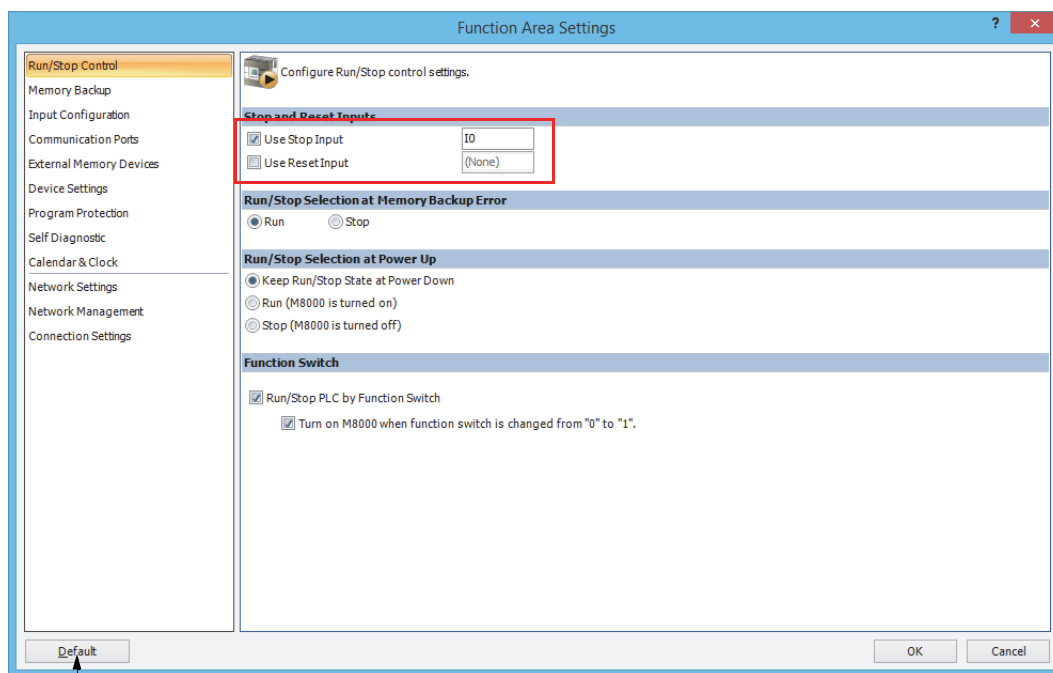 Function Area Settings
?
×
Run/Stop Control
Memory Backup
Input Configuration
Communication Ports
External Memory Devices
Device Settings
Program Protection
Self Diagnostic
Calendar & Clock
Network Settings
Network Management
Connection Settings
Configure Run/Stop control settings.
Stop and Reset Inputs
Use Stop Input I0
Use Reset Input (None)
Run/Stop Selection at Memory Backup Error
Run Stop
Run/Stop Selection at Power Up
Keep Run/Stop State at Power Down
Run (M8000 is turned on)
Stop (M8000 is turned off)
Function Switch
Run/Stop PLC by Function Switch
Turn on M8000 when function switch is changed from "0" to "1".
Default
OK
Cancel